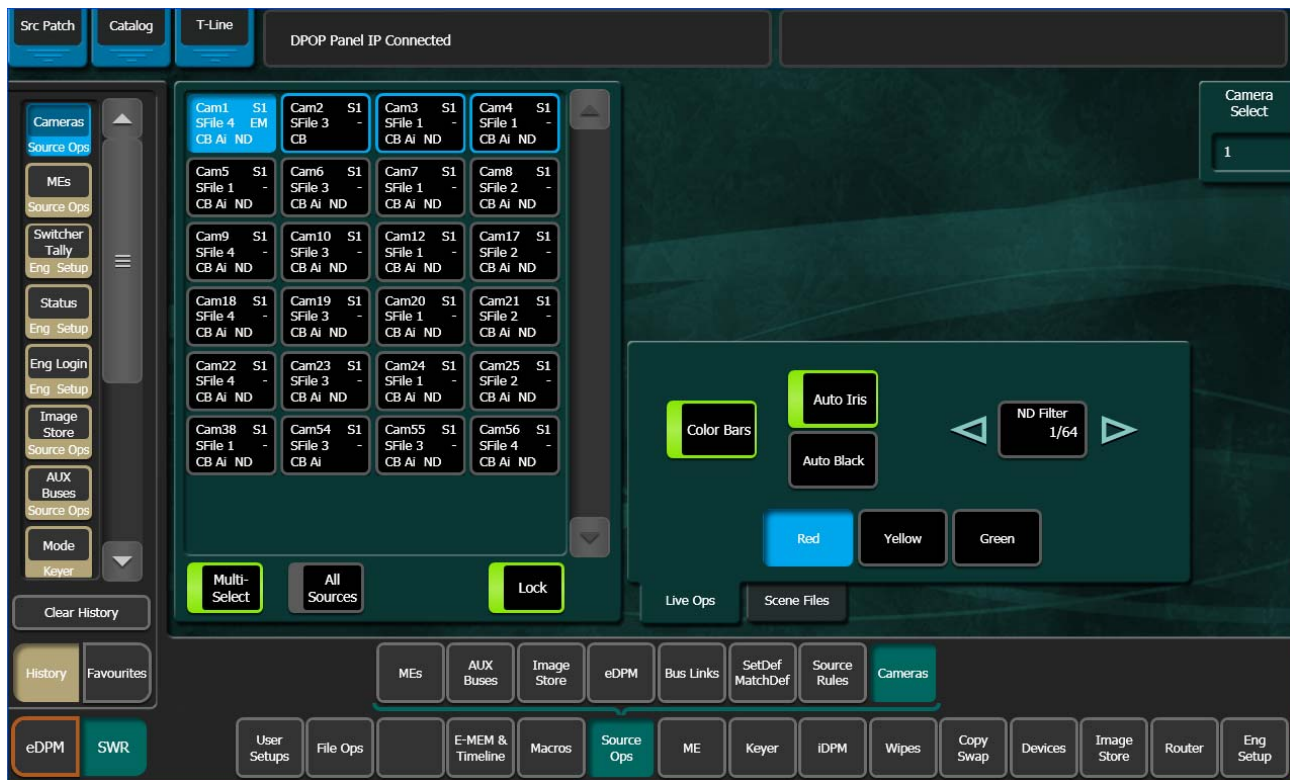 Src Patch
Catalog
T-Line
DPOP Panel IP Connected
Cameras
Source Ops
MEs
Source Ops
Switcher
Tally
Eng Setup
Status
Eng Setup
Eng Login
Eng Setup
Image
Store
Source Ops
AUX
Buses
Source Ops
Mode
Keyer
Clear History
History
Favourites
eDPM
SWR
Cam1 S1
SFile 4 EM
CB Ai ND
Cam2 S1
SFile 3 -
CB
Cam3 S1
SFile 1 -
CB Ai ND
Cam4 S1
SFile 1 -
CB Ai ND
Cam5 S1
SFile 1 -
CB Ai ND
Cam6 S1
SFile 3 -
CB Ai ND
Cam7 S1
SFile 1 -
CB Ai ND
Cam8 S1
SFile 2 -
CB Ai ND
Cam9 S1
SFile 4 -
CB Ai ND
Cam10 S1
SFile 3 -
CB Ai ND
Cam12 S1
SFile 1 -
CB Ai ND
Cam17 S1
SFile 2 -
CB Ai ND
Cam18 S1
SFile 4 -
CB Ai ND
Cam19 S1
SFile 3 -
CB Ai ND
Cam20 S1
SFile 1 -
CB Ai ND
Cam21 S1
SFile 2 -
CB Ai ND
Cam22 S1
SFile 4 -
CB Ai ND
Cam23 S1
SFile 3 -
CB Ai ND
Cam24 S1
SFile 1 -
CB Ai ND
Cam25 S1
SFile 2 -
CB Ai ND
Cam38 S1
SFile 1 -
CB Ai ND
Cam54 S1
SFile 3 -
CB Ai
Cam55 S1
SFile 3 -
CB Ai ND
Cam56 S1
SFile 4 -
CB Ai ND
Multi-
Select
All
Sources
Lock
Camera
Select
1
Color Bars
Auto Iris
Auto Black
ND Filter
1/64
Red
Yellow
Green
Live Ops
Scene Files
MEs
AUX
Buses
Image
Store
eDPM
Bus Links
SetDef
MatchDef
Source
Rules
Cameras
User
Setups
File Ops
E-MEM &
Timeline
Macros
Source
Ops
ME
Keyer
iDPM
Wipes
Copy
Swap
Devices
Image
Store
Router
Eng
Setup